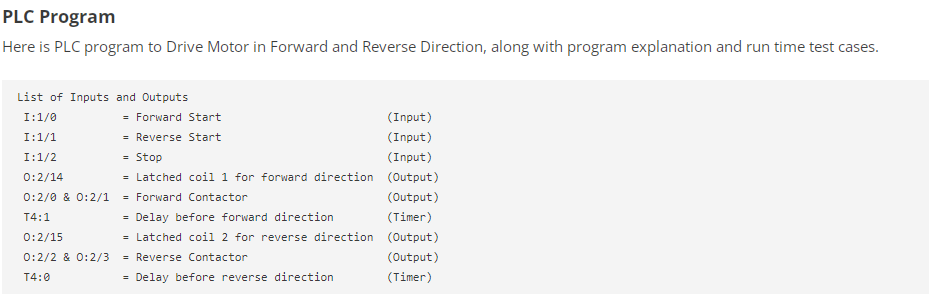 PLC Program
Here is PLC program to Drive Motor in Forward and Reverse Direction, along with program explanation and run time test cases.
List of Inputs and Outputs
I:1/0 = Forward Start (Input)
I:1/1 = Reverse Start (Input)
I:1/2 = Stop (Input)
O:2/14 = Latched coil 1 for forward direction (Output)
O:2/0 & O:2/1 = Forward Contactor (Output)
T4:1 = Delay before forward direction (Timer)
O:2/15 = Latched coil 2 for reverse direction (Output)
O:2/2 & O:2/3 = Reverse Contactor (Output)
T4:0 = Delay before reverse direction (Timer)